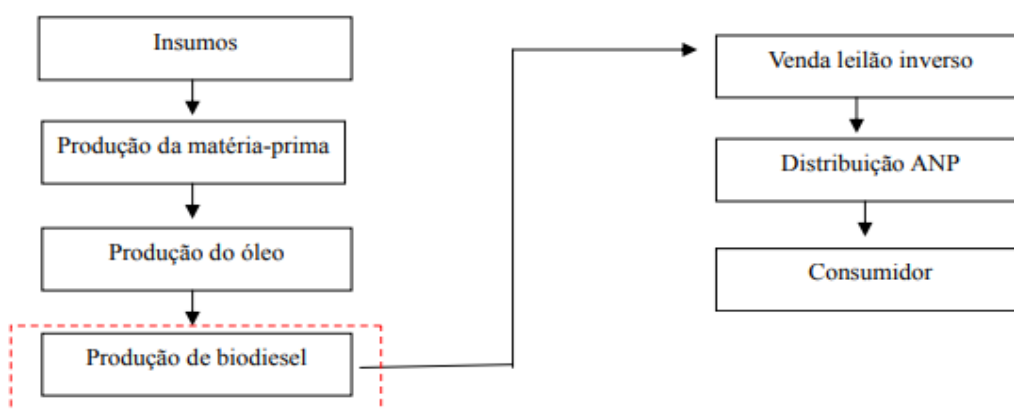 Insumos
Produção da matéria-prima
Produção do óleo
Produção de biodiesel
Venda leilão inverso
Distribuição ANP
Consumidor